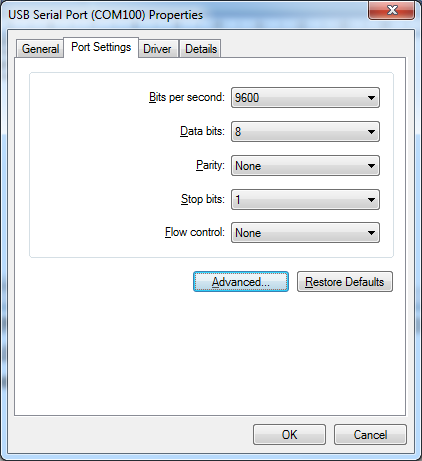 USB Serial Port (COM100) Properties
General Port Settings Driver Details
Bits per second: 9600
Data bits: 8
Parity: None
Stop bits: 1
Flow control: None
Advanced... Restore Defaults
OK Cancel